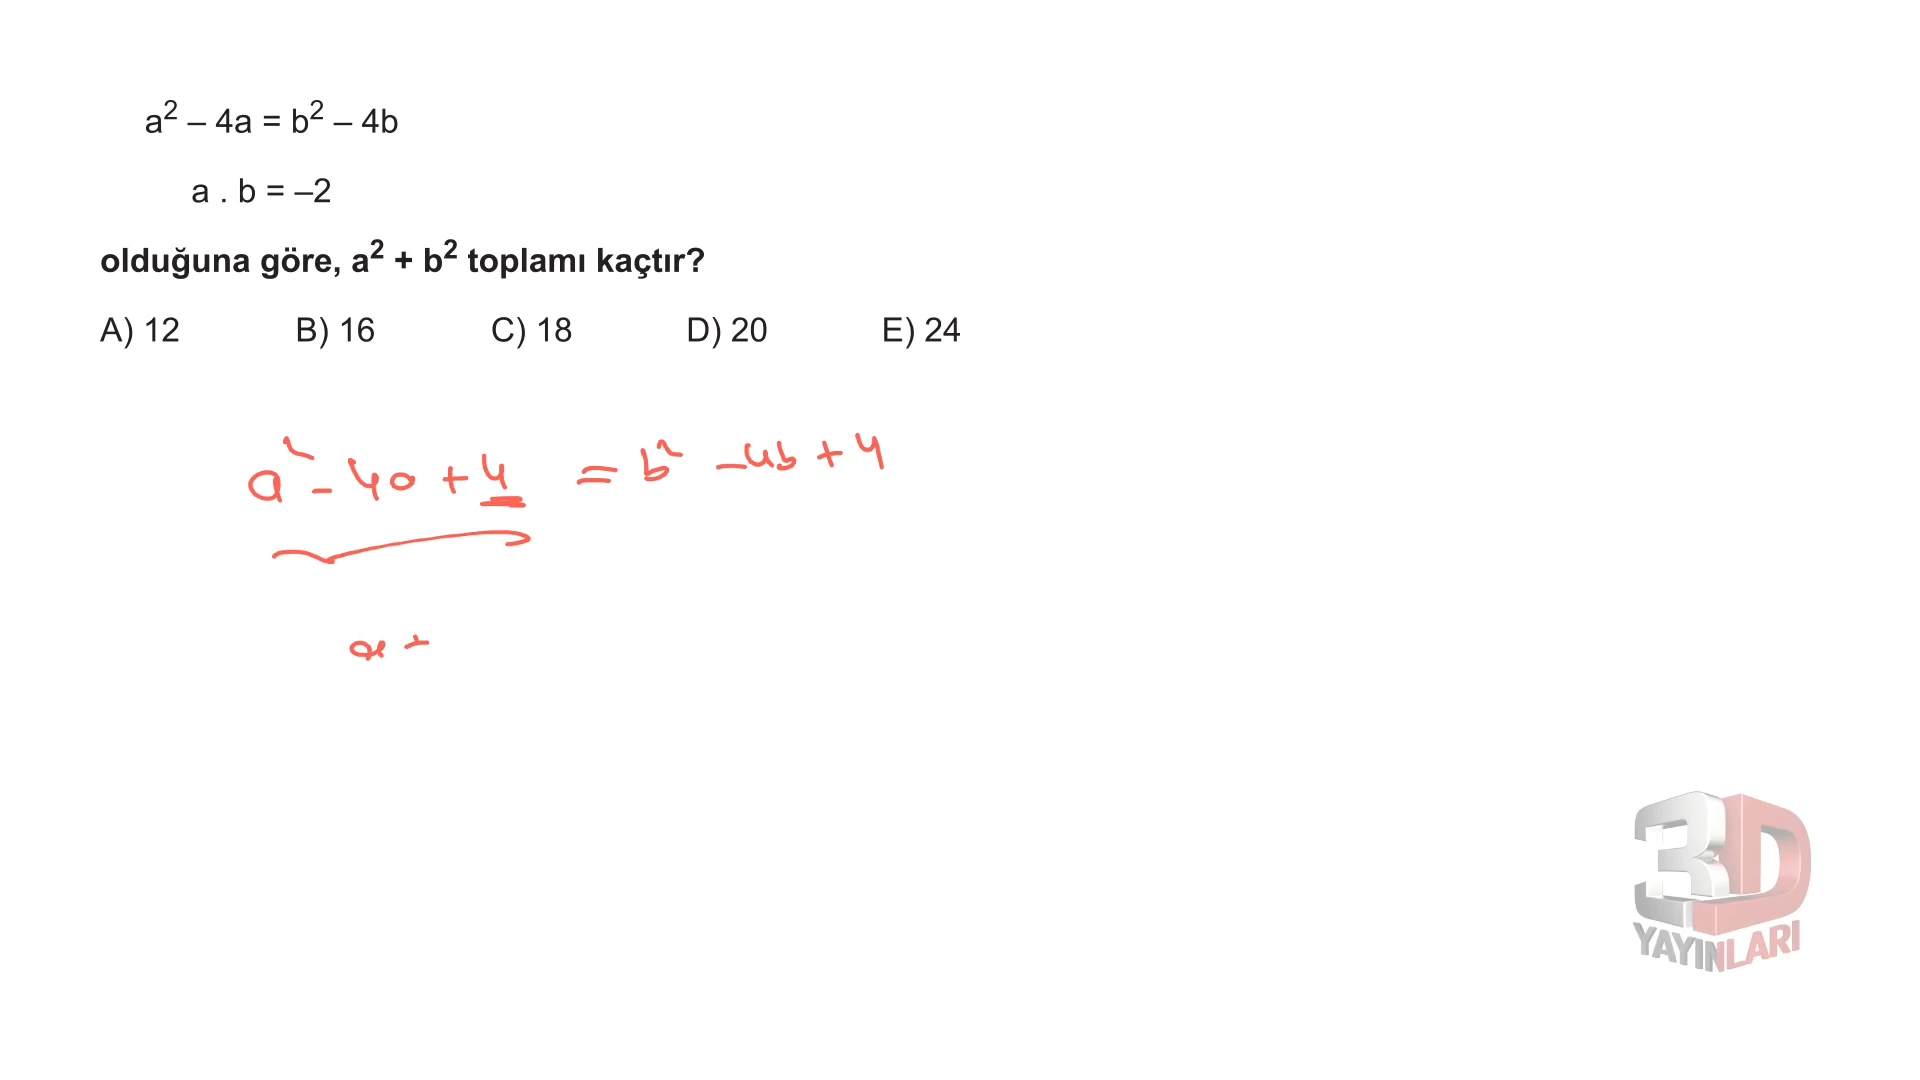 a² – 4a = b² – 4b
a . b = –2
olduğuna göre, a² + b² toplamı kaçtır?
A) 12 B) 16 C) 18 D) 20 E) 24
a² - 4a + 4 = b² - 4b + 4
3D
YAYINLARI